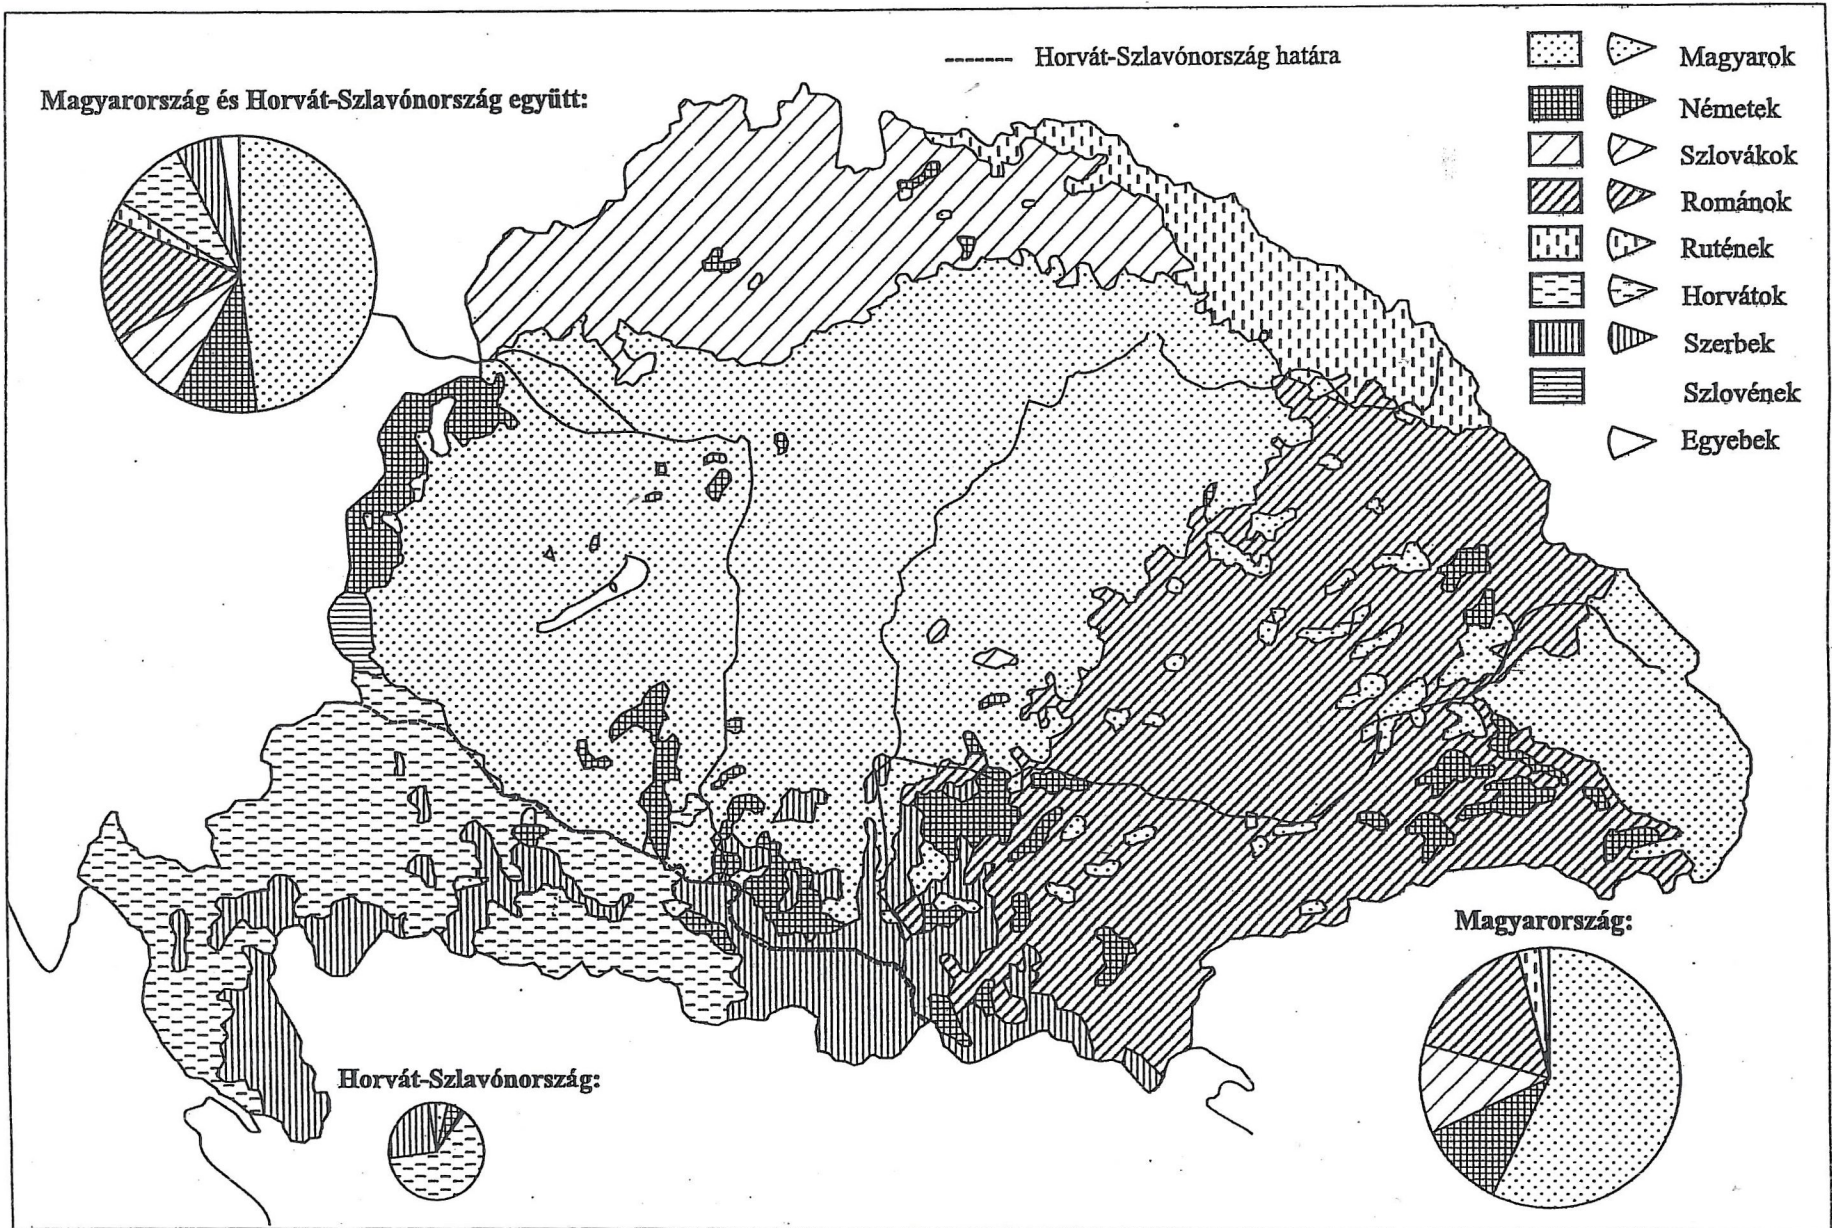 Horvát-Szlavónország határa
Magyarország és Horvát-Szlavónország együtt:
Magyarok
Németek
Szlovákok
Románok
Rutének
Horvátok
Szerbek
Szlovének
Egyebek
Magyarország:
Horvát-Szlavónország: